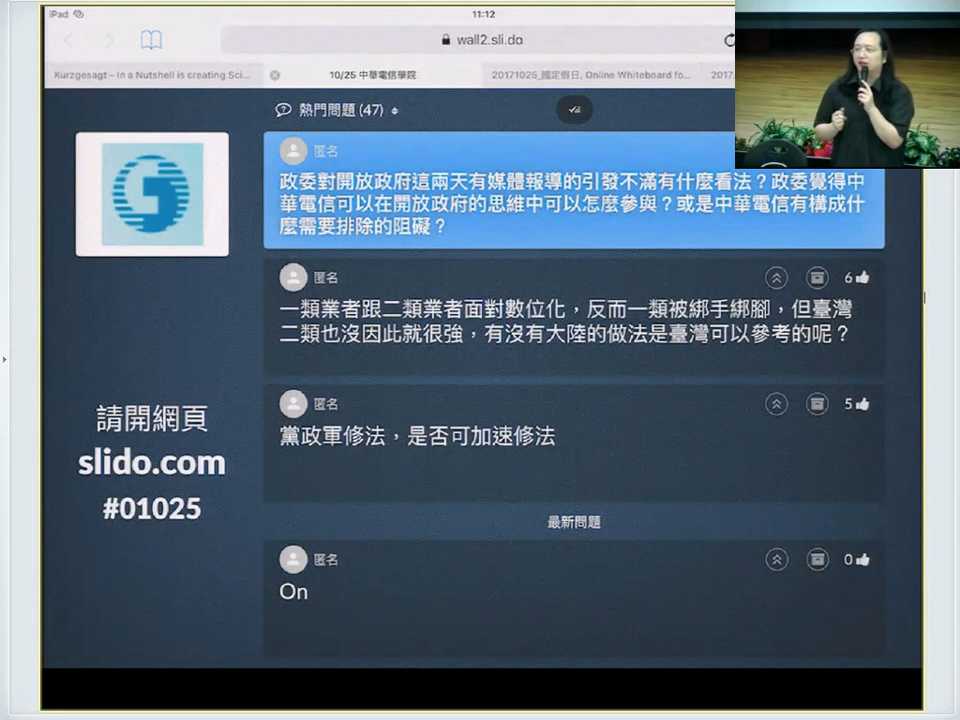 iPad
11:12
wall2.sli.do
Kurzgesagt – In a Nutshell is creating Sci...
10/25 中華電信學院
20171025_國定假日, Online Whiteboard fo...
2017
熱門問題 (47)
匿名
政委對開放政府這兩天有媒體報導的引發不滿有什麼看法？政委覺得中
華電信可以在開放政府的思維中可以怎麼參與？或是中華電信有構成什
麼需要排除的阻礙？
匿名
6
一類業者跟二類業者面對數位化，反而一類被綁手綁腳，但臺灣
二類也沒因此就很強，有沒有大陸的做法是臺灣可以參考的呢？
匿名
5
黨政軍修法，是否可加速修法
請開網頁
slido.com
#01025
最新問題
匿名
0
On